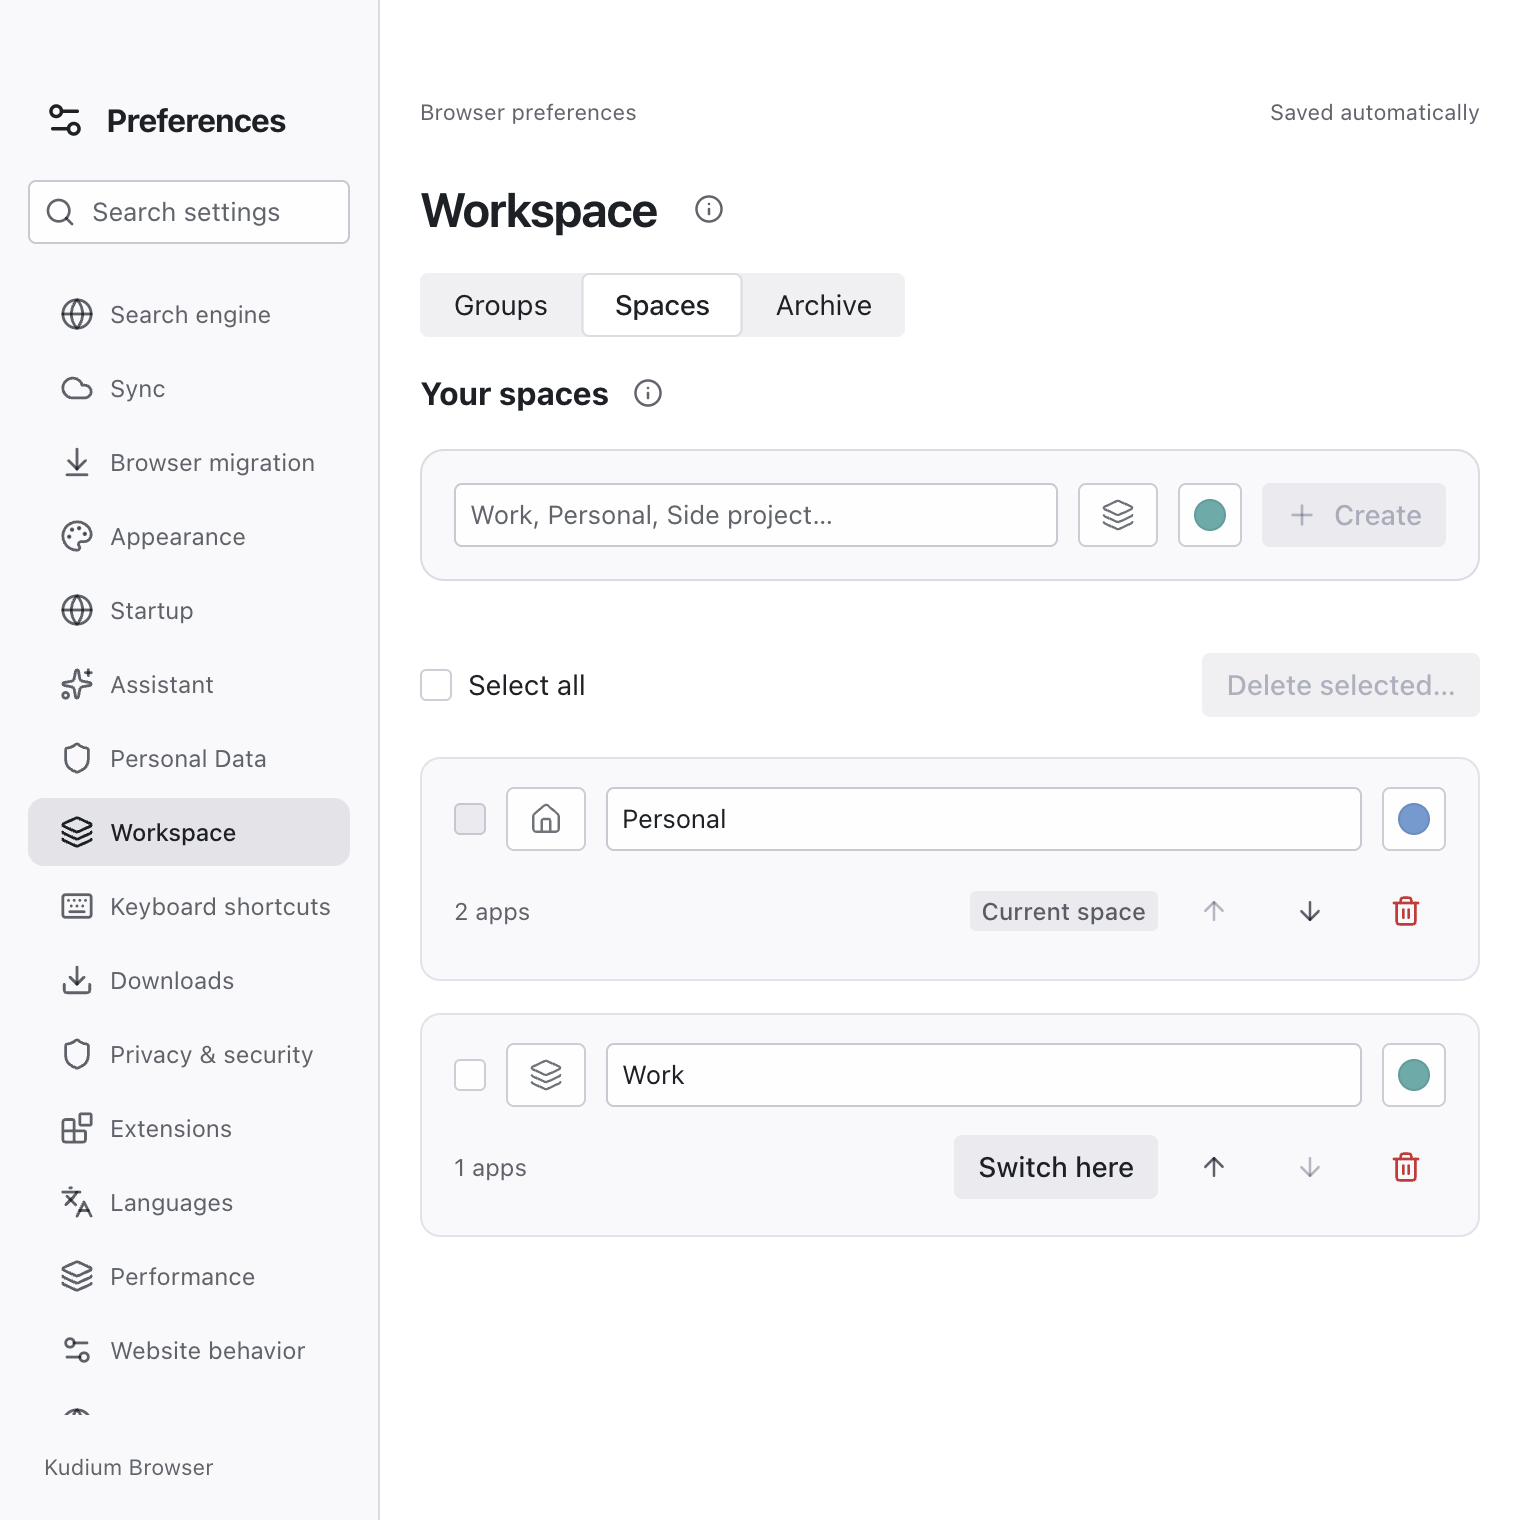 Preferences
Search settings
Search engine
Sync
Browser migration
Appearance
Startup
Assistant
Personal Data
Workspace
Keyboard shortcuts
Downloads
Privacy & security
Extensions
Languages
Performance
Website behavior
Kudium Browser
Browser preferences
Saved automatically
Workspace
Groups
Spaces
Archive
Your spaces
Work, Personal, Side project...
Create
Select all
Delete selected...
Personal
2 apps
Current space
Work
1 apps
Switch here